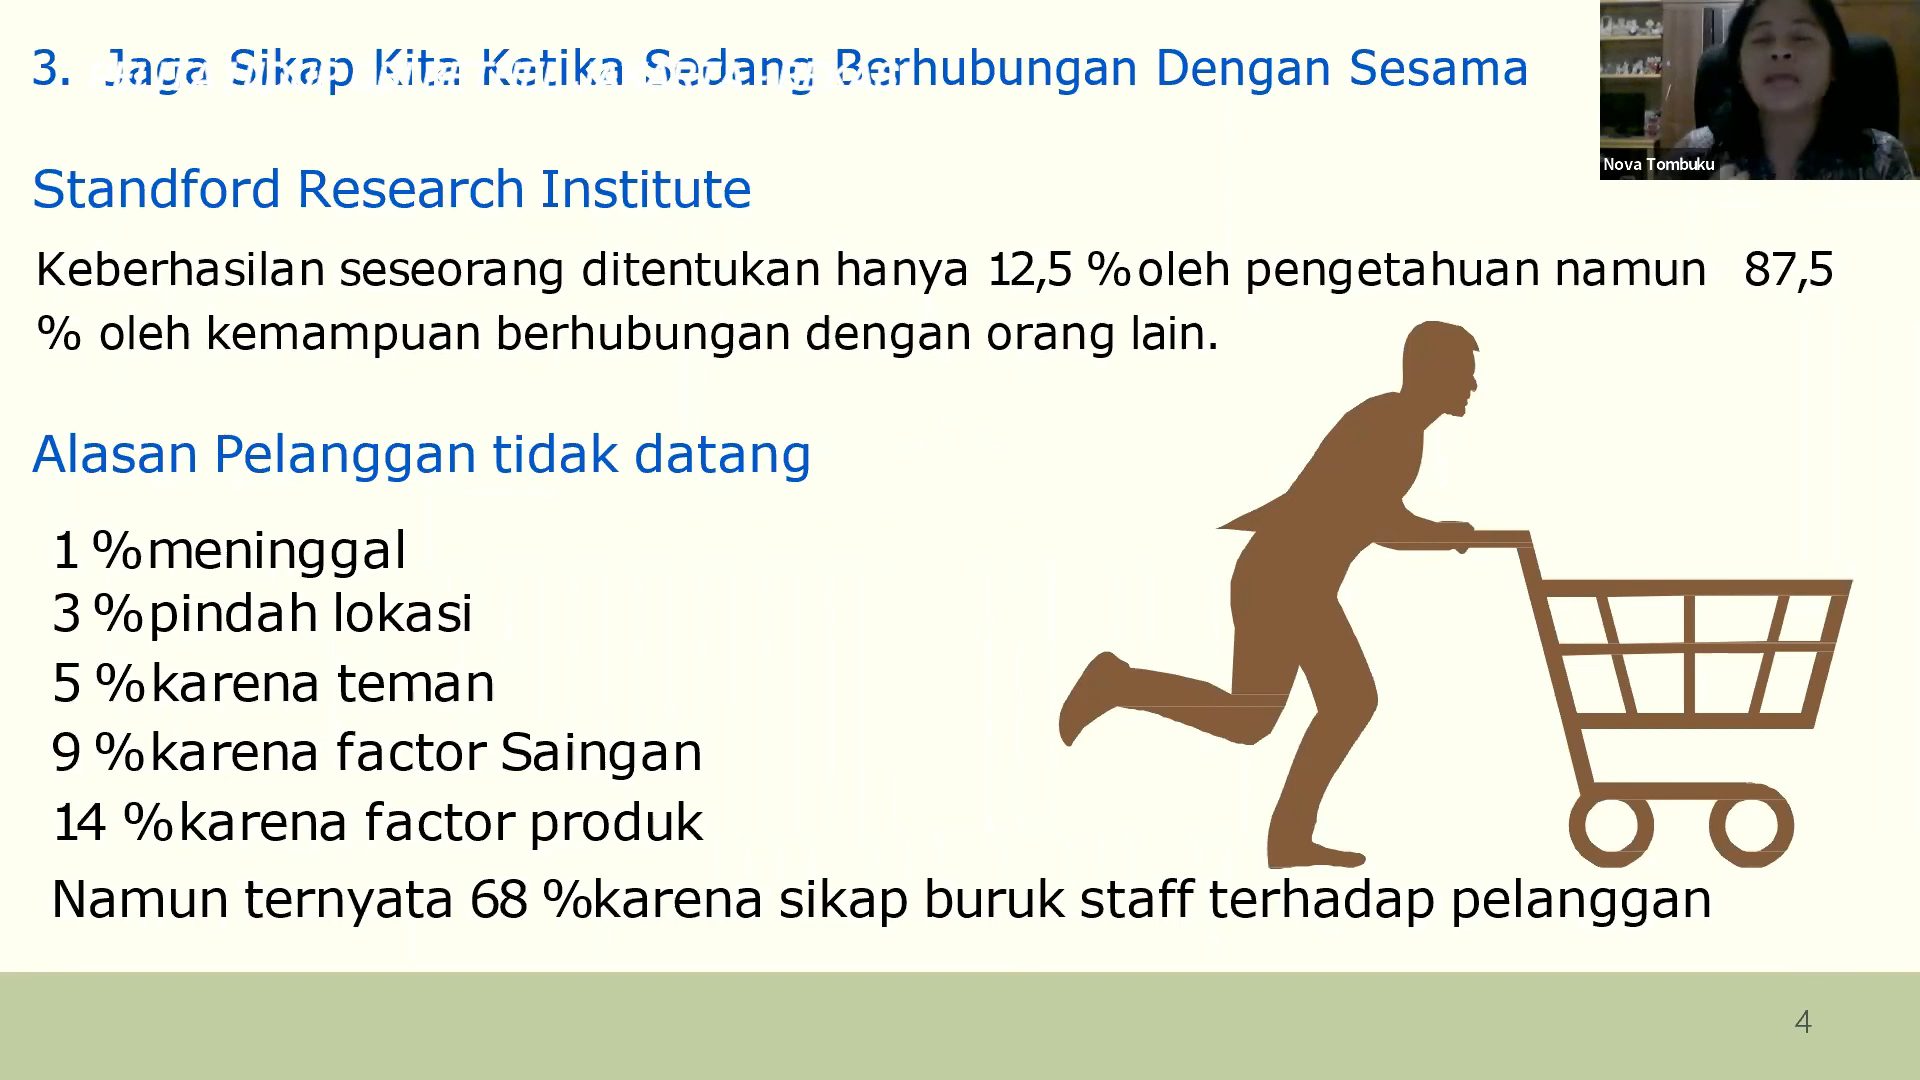 3. Jaga Sikap Kita Ketika Sedang Berhubungan Dengan Sesama
Nova Tombuku
Standford Research Institute
Keberhasilan seseorang ditentukan hanya 12,5 % oleh pengetahuan namun 87,5
% oleh kemampuan berhubungan dengan orang lain.
Alasan Pelanggan tidak datang
1 % meninggal
3 % pindah lokasi
5 % karena teman
9 % karena factor Saingan
14 % karena factor produk
Namun ternyata 68 % karena sikap buruk staff terhadap pelanggan
4